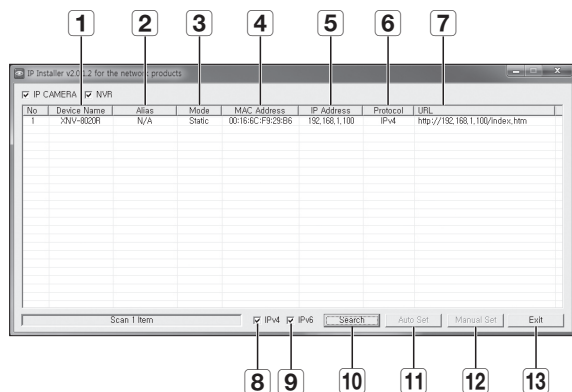 1 2 3 4 5 6 7
IP Installer v2.0.1.2 for the network products
IP CAMERA NVR
No Device Name Alias Mode MAC Address IP Address Protocol URL
1 XNV-8020R N/A Static 00:16:6C:F9:29:B6 192,168,1,100 IPv4 http://192,168,1,100/index,htm
Scan 1 Item IPv4 IPv6 Search Auto Set Manual Set Exit
8 9 10 11 12 13